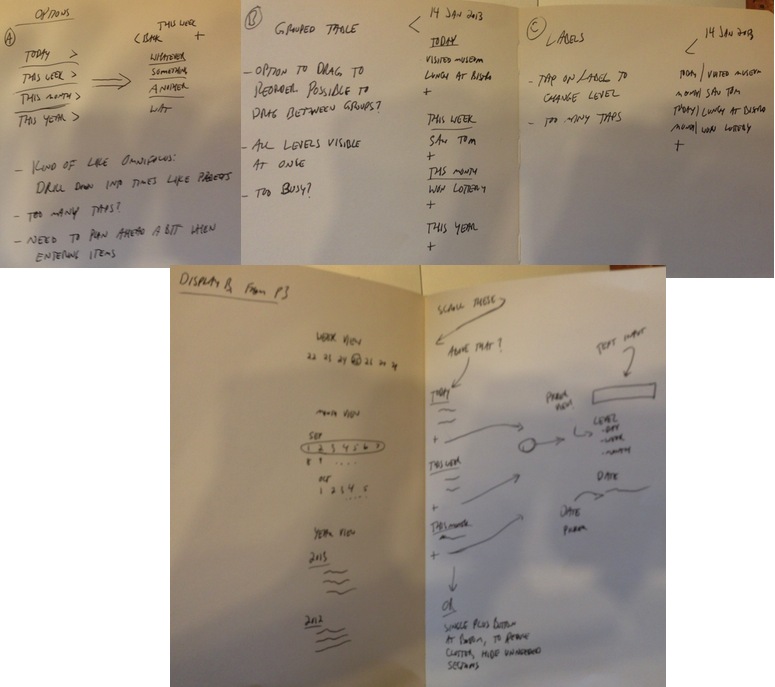 OPTIONS
A
TODAY >
THIS WEEK >
THIS MONTH >
THIS YEAR >
THIS WEEK
< BACK +
WHATEVER
SOMETHING
ANOTHER
WAT
- KIND OF LIKE OMNIFOCUS:
DRILL DOWN INTO TIMES LIKE PRESETS
- TOO MANY TAPS?
- NEED TO PLAN AHEAD A BIT WHEN
ENTERING ITEMS
B
GROUPED TABLE
- OPTION TO DRAG TO
REORDER POSSIBLE TO
DRAG BETWEEN GROUPS?
- ALL LEVELS VISIBLE
AT ONCE
- TOO BUSY?
< 14 JAN 2013
TODAY
VISITED MUSEUM
LUNCH AT BISTRO
+
THIS WEEK
SAW TOM
+
THIS MONTH
WON LOTTERY
+
THIS YEAR
+
C
LABELS
- TAP ON LABEL TO
CHANGE LEVEL
- TOO MANY TAPS
< 14 JAN 2013
TODAY/ VISITED MUSEUM
MONTH/ SAW TOM
TODAY/ LUNCH AT BISTRO
MONTH/ WON LOTTERY
+
DISPLAY B FROM P3
WEEK VIEW
22 23 24
MONTH VIEW
SEP
1 2 3 4 5 6 7
8 9 ....
OCT
1 2 3 4 5
.....
YEAR VIEW
2013
2012
SCROLL THESE
ABOVE THAT?
TODAY
+
THIS WEEK
+
THIS MONTH
+
OR
SINGLE PLUS BUTTON
AT BOTTOM, TO REDUCE
CLUTTER, HIDE UNNEEDED
SECTIONS
TEXT INPUT
VIEW
LEVEL
- DAY
- WEEK
- MONTH
DATE
DATE
PICKER